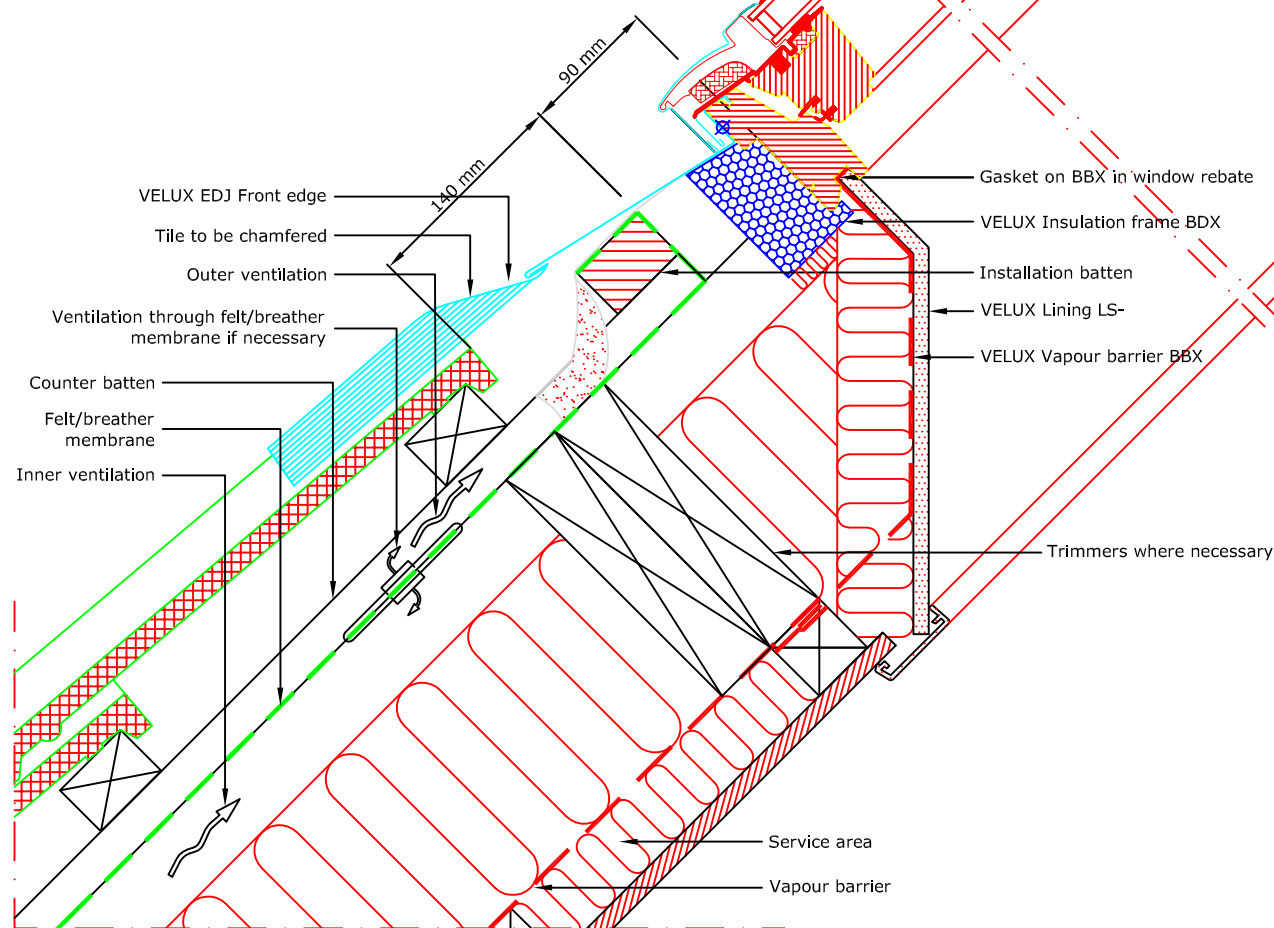 90 mm
140 mm
VELUX EDJ Front edge
Tile to be chamfered
Outer ventilation
Ventilation through felt/breather
membrane if necessary
Counter batten
Felt/breather
membrane
Inner ventilation
Gasket on BBX in window rebate
VELUX Insulation frame BDX
Installation batten
VELUX Lining LS-
VELUX Vapour barrier BBX
Trimmers where necessary
Service area
Vapour barrier